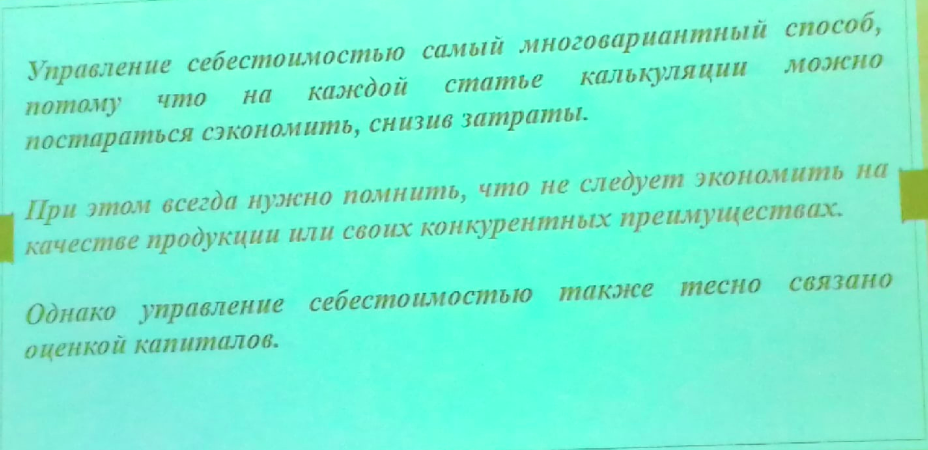 Управление себестоимостью самый многовариантный способ,
потому что на каждой статье калькуляции можно
постараться сэкономить, снизив затраты.
При этом всегда нужно помнить, что не следует экономить на
качестве продукции или своих конкурентных преимуществах.
Однако управление себестоимостью также тесно связано
оценкой капиталов.